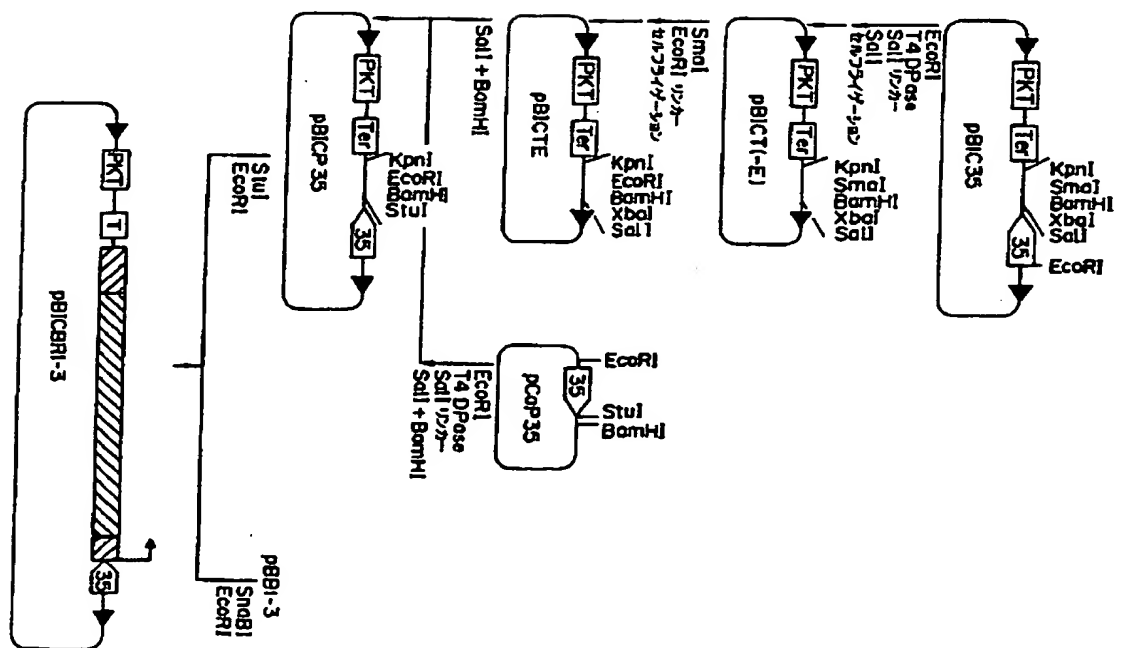 EcoRI
T4 DPase
SalI リンカー
SalI
セルフライゲーション
PKT
Ter
KpnI
SmaI
BamHI
XbaI
SalI
35
EcoRI
pBIC35
SmaI
EcoRI リンカー
セルフライゲーション
PKT
Ter
KpnI
SmaI
BamHI
XbaI
SalI
pBICT(-E)
SalI + BamHI
PKT
Ter
KpnI
EcoRI
BamHI
XbaI
SalI
pBICTE
EcoRI
35
StuI
BamHI
pCaP35
EcoRI
T4 DPase
SalI リンカー
SalI + BamHI
PKT
Ter
KpnI
EcoRI
BamHI
StuI
35
pBICP35
StuI
EcoRI
pBB1-3
SnaBI
EcoRI
PKT
T
35
pBICBR1-3